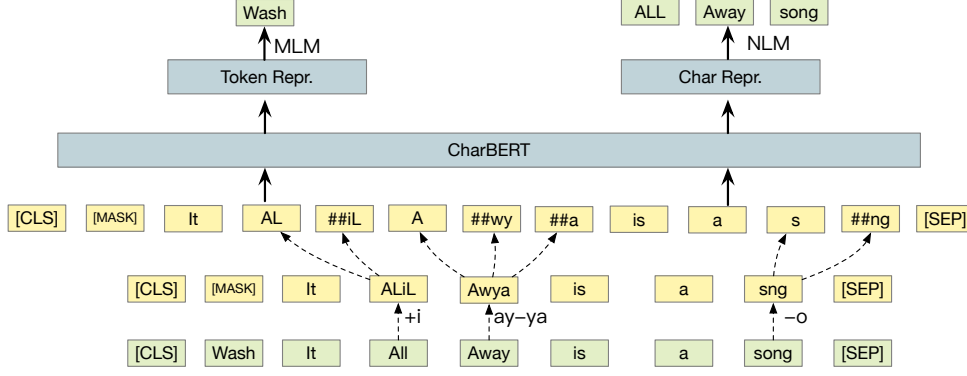 Wash ALL Away song
MLM NLM
Token Repr. Char Repr.
CharBERT
[CLS] [MASK] It AL ##iL A ##wy ##a is a s ##ng [SEP]
[CLS] [MASK] It ALiL Awya is a sng [SEP]
+i ay–ya –o
[CLS] Wash It All Away is a song [SEP]